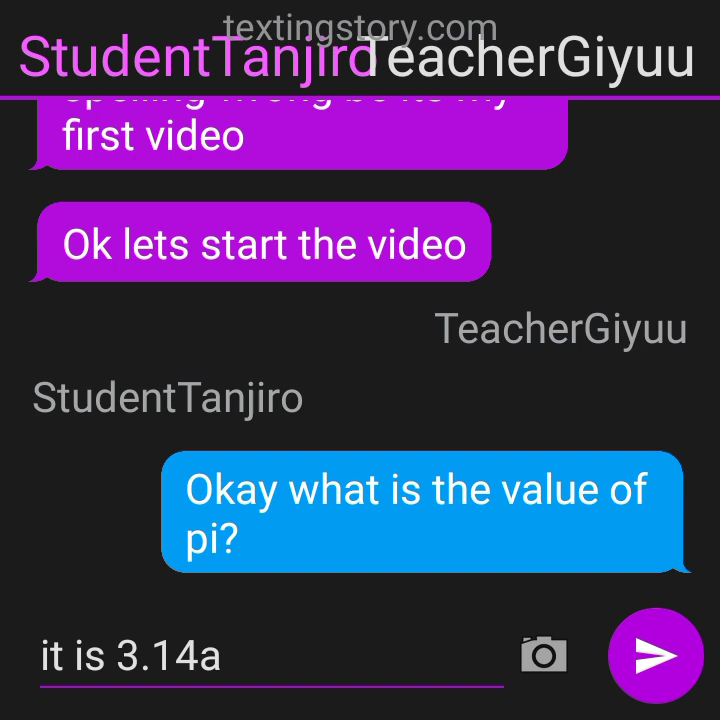 textingstory.com
StudentTanjiro TeacherGiyuu
first video
Ok lets start the video
TeacherGiyuu
StudentTanjiro
Okay what is the value of
pi?
it is 3.14a